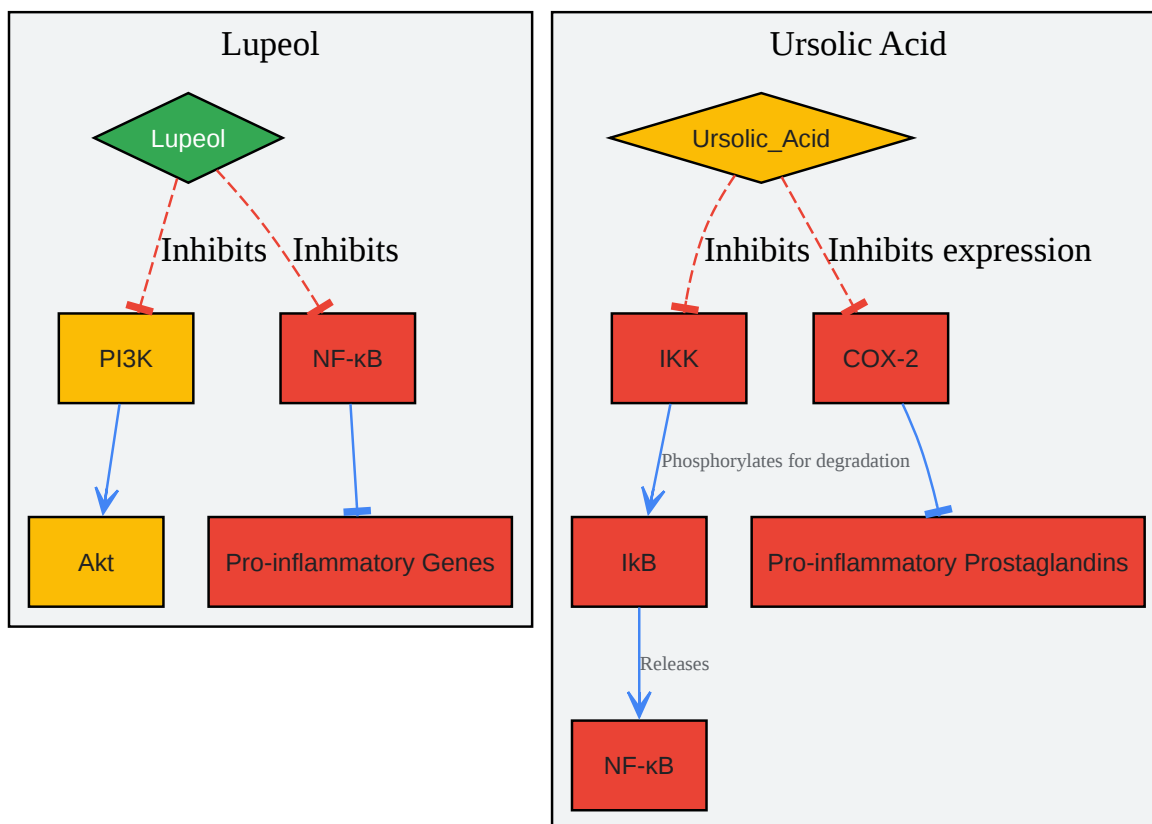 Lupeol
Lupeol
Inhibits
Inhibits
PI3K
NF-κB
Akt
Pro-inflammatory Genes
Ursolic Acid
Ursolic_Acid
Inhibits
Inhibits expression
IKK
COX-2
Phosphorylates for degradation
IkB
Pro-inflammatory Prostaglandins
Releases
NF-κB